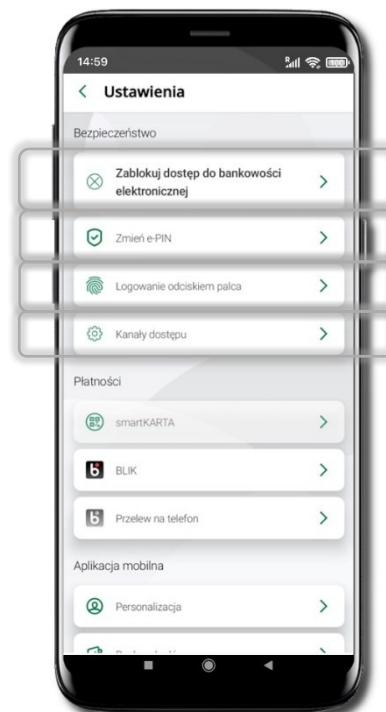 14:59
Ustawienia
Bezpieczeństwo
Zablokuj dostęp do bankowości
elektronicznej
Zmień e-PIN
Logowanie odciskiem palca
Kanały dostępu
Płatności
smartKARTA
BLIK
Przelew na telefon
Aplikacja mobilna
Personalizacja